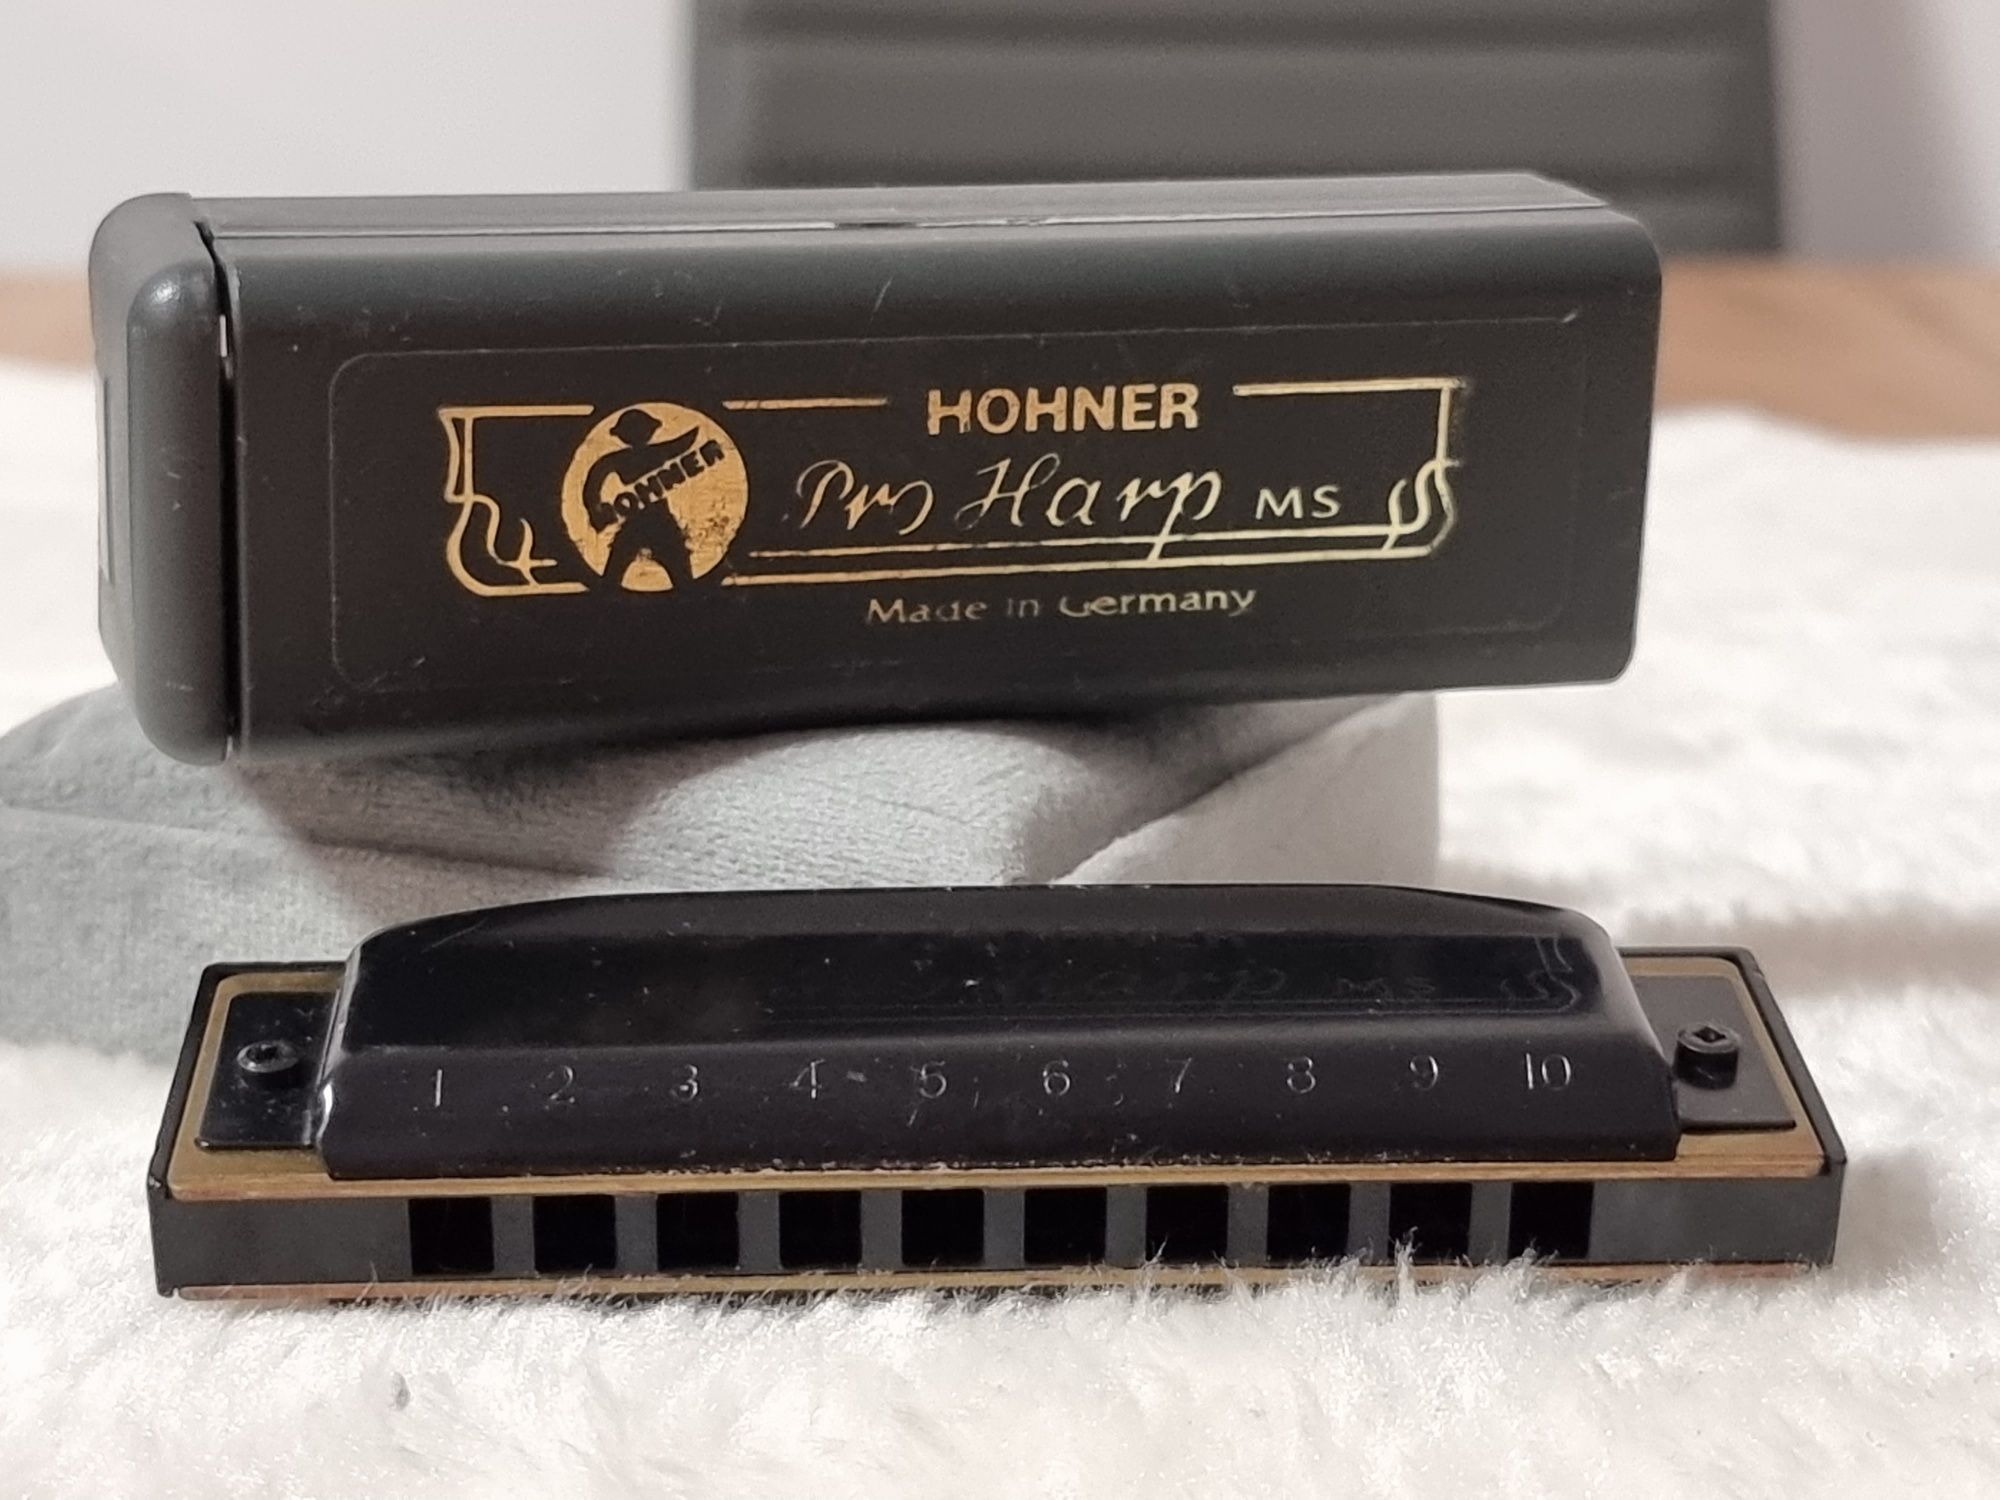 HOHNER
HOHNER
Pro Harp MS
Made in Germany
Harp MS
1 2 3 4 5 6 7 8 9 10